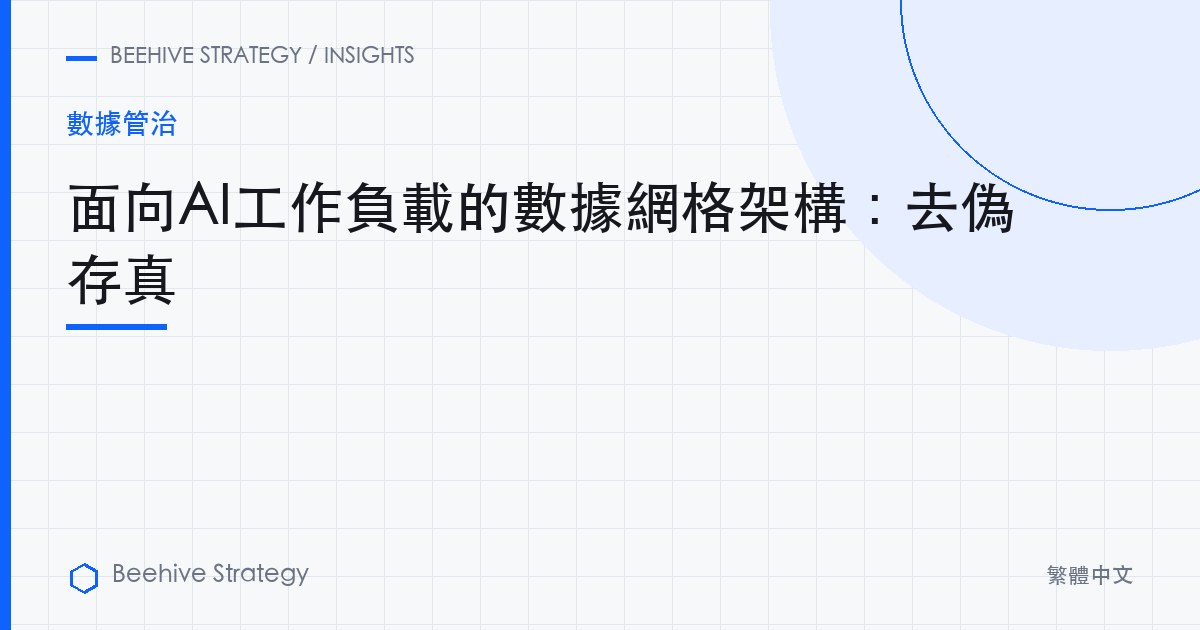 BEEHIVE STRATEGY / INSIGHTS
數據管治
面向AI工作負載的數據網格架構：去偽
存真
Beehive Strategy
繁體中文